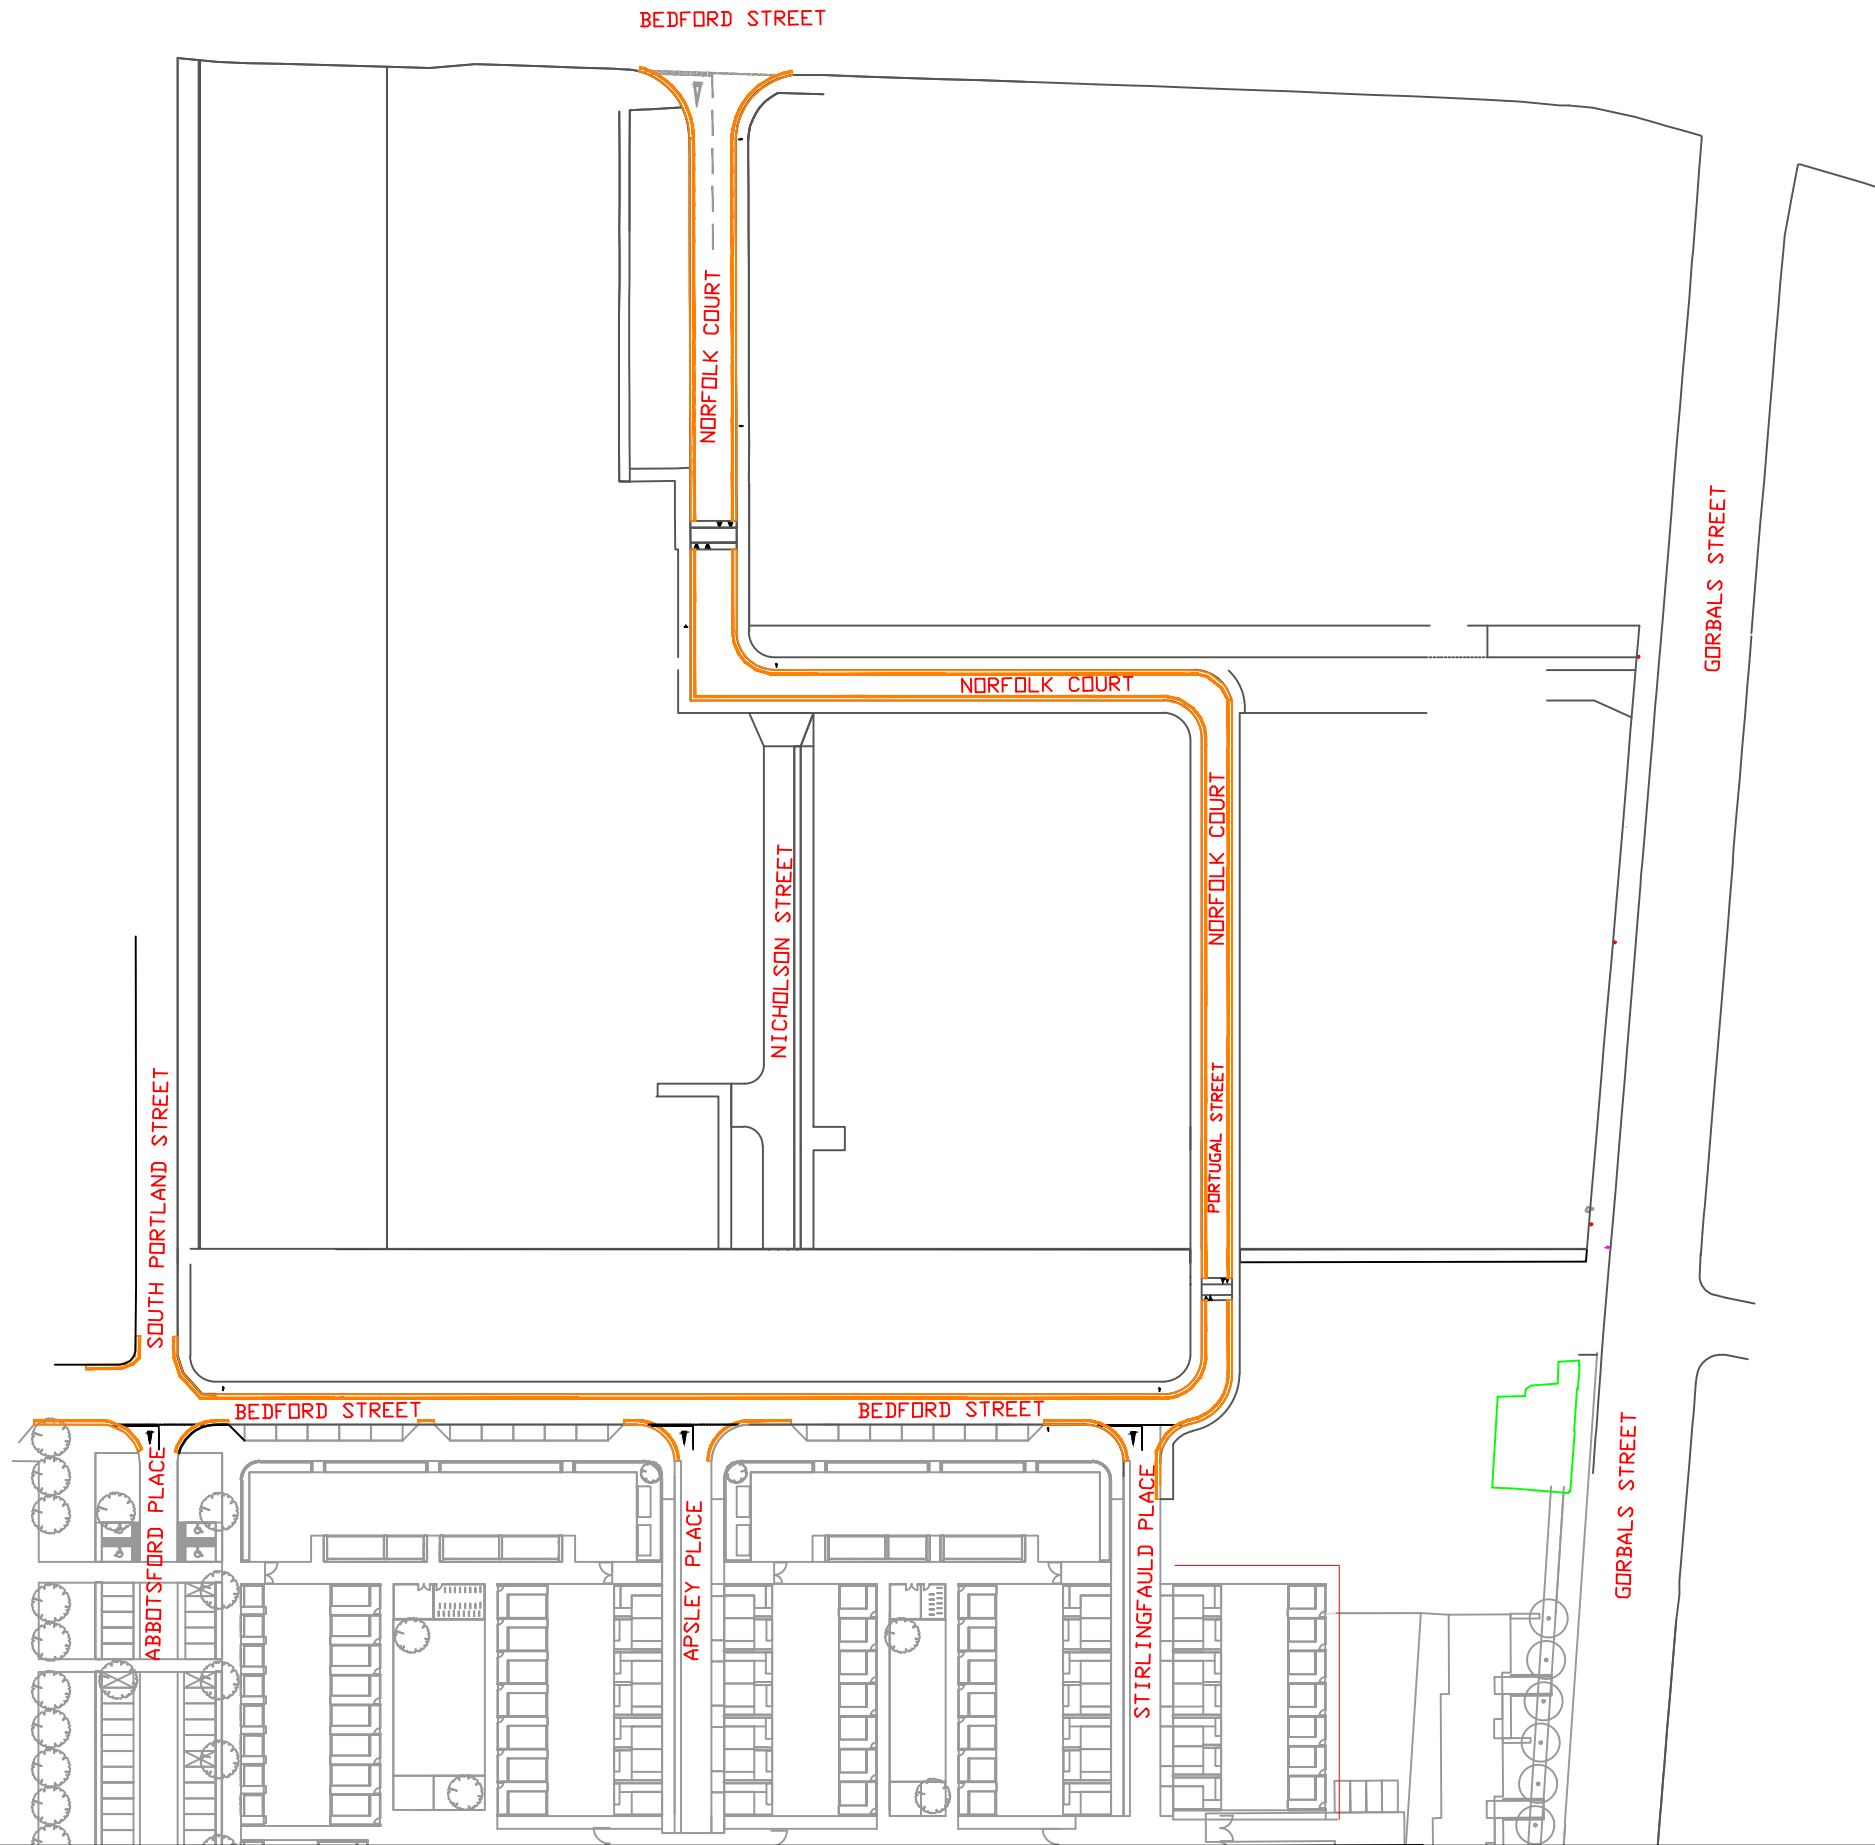 BEDFORD STREET
NORFOLK COURT
GORBALS STREET
NORFOLK COURT
NORFOLK COURT
NICHOLSON STREET
PORTUGAL STREET
SOUTH PORTLAND STREET
BEDFORD STREET
BEDFORD STREET
GORBALS STREET
ABBOTSFORD PLACE
APSLEY PLACE
STIRLINGFAULD PLACE